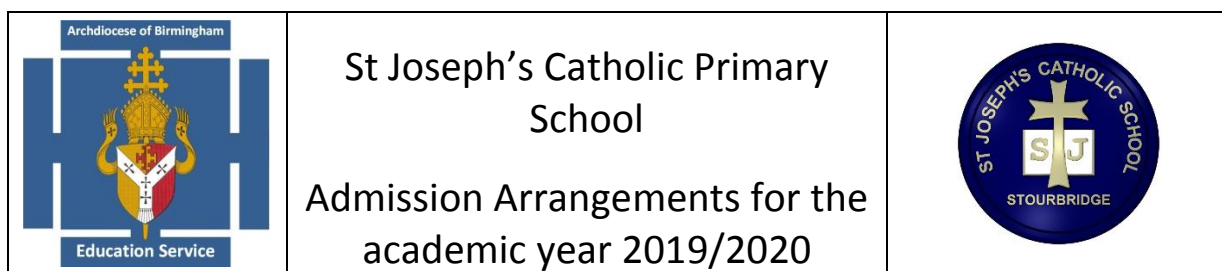 Archdiocese of Birmingham
Education Service
St Joseph’s Catholic Primary
School
Admission Arrangements for the
academic year 2019/2020
ST JOSEPH'S CATHOLIC SCHOOL
S J
STOURBRIDGE